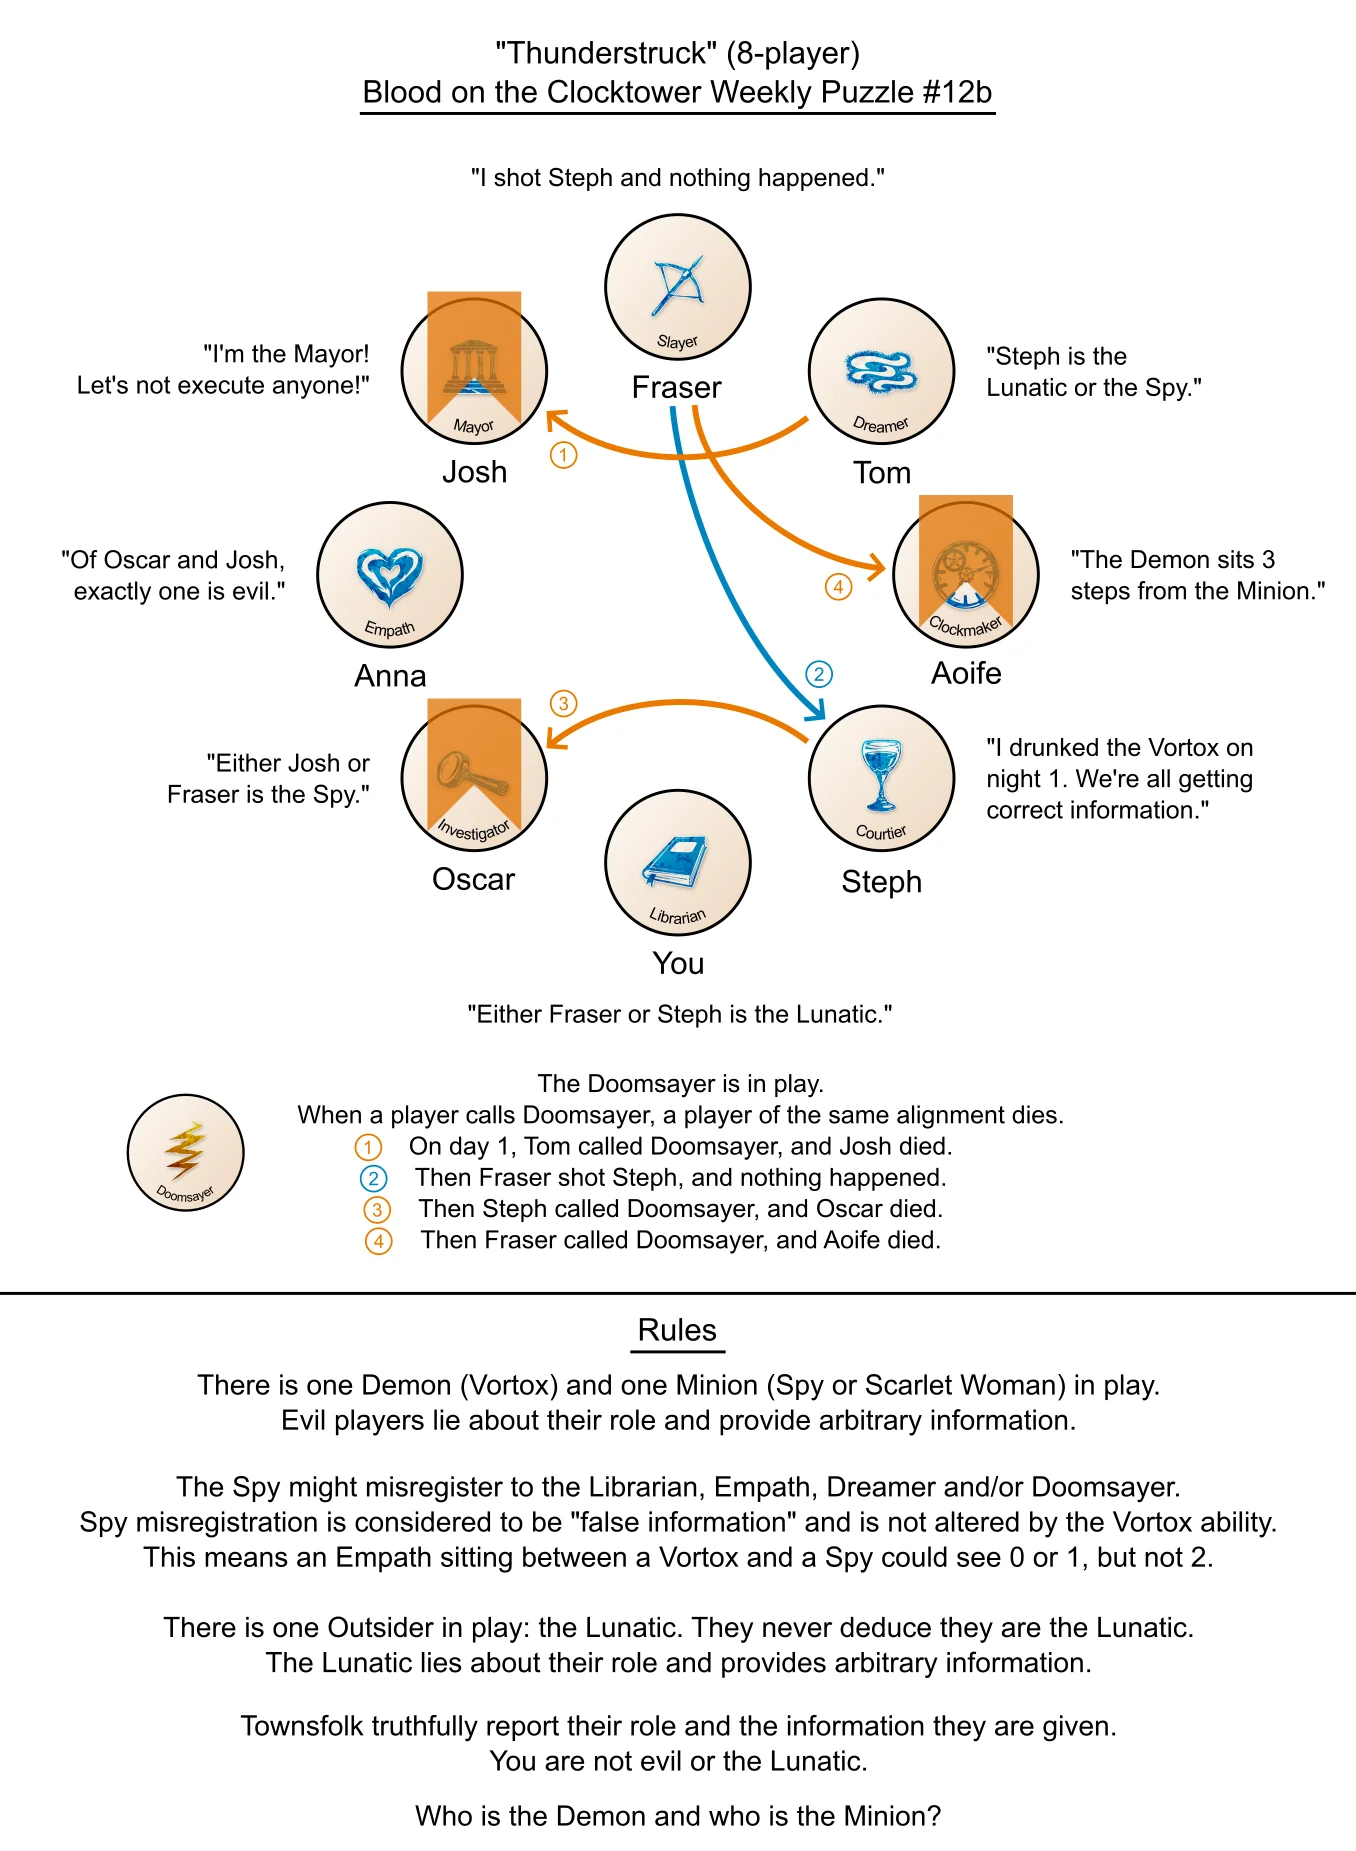 "Thunderstruck" (8-player)
Blood on the Clocktower Weekly Puzzle #12b
"I shot Steph and nothing happened."
Slayer
Fraser
"I'm the Mayor!
Let's not execute anyone!"
Mayor
Josh
Dreamer
Tom
"Steph is the
Lunatic or the Spy."
1
"Of Oscar and Josh,
exactly one is evil."
Empath
Anna
4
Clockmaker
Aoife
"The Demon sits 3
steps from the Minion."
2
3
"Either Josh or
Fraser is the Spy."
Investigator
Oscar
Courtier
Steph
"I drunked the Vortox on
night 1. We're all getting
correct information."
Librarian
You
"Either Fraser or Steph is the Lunatic."
Doomsayer
The Doomsayer is in play.
When a player calls Doomsayer, a player of the same alignment dies.
1 On day 1, Tom called Doomsayer, and Josh died.
2 Then Fraser shot Steph, and nothing happened.
3 Then Steph called Doomsayer, and Oscar died.
4 Then Fraser called Doomsayer, and Aoife died.
Rules
There is one Demon (Vortox) and one Minion (Spy or Scarlet Woman) in play.
Evil players lie about their role and provide arbitrary information.
The Spy might misregister to the Librarian, Empath, Dreamer and/or Doomsayer.
Spy misregistration is considered to be "false information" and is not altered by the Vortox ability.
This means an Empath sitting between a Vortox and a Spy could see 0 or 1, but not 2.
There is one Outsider in play: the Lunatic. They never deduce they are the Lunatic.
The Lunatic lies about their role and provides arbitrary information.
Townsfolk truthfully report their role and the information they are given.
You are not evil or the Lunatic.
Who is the Demon and who is the Minion?